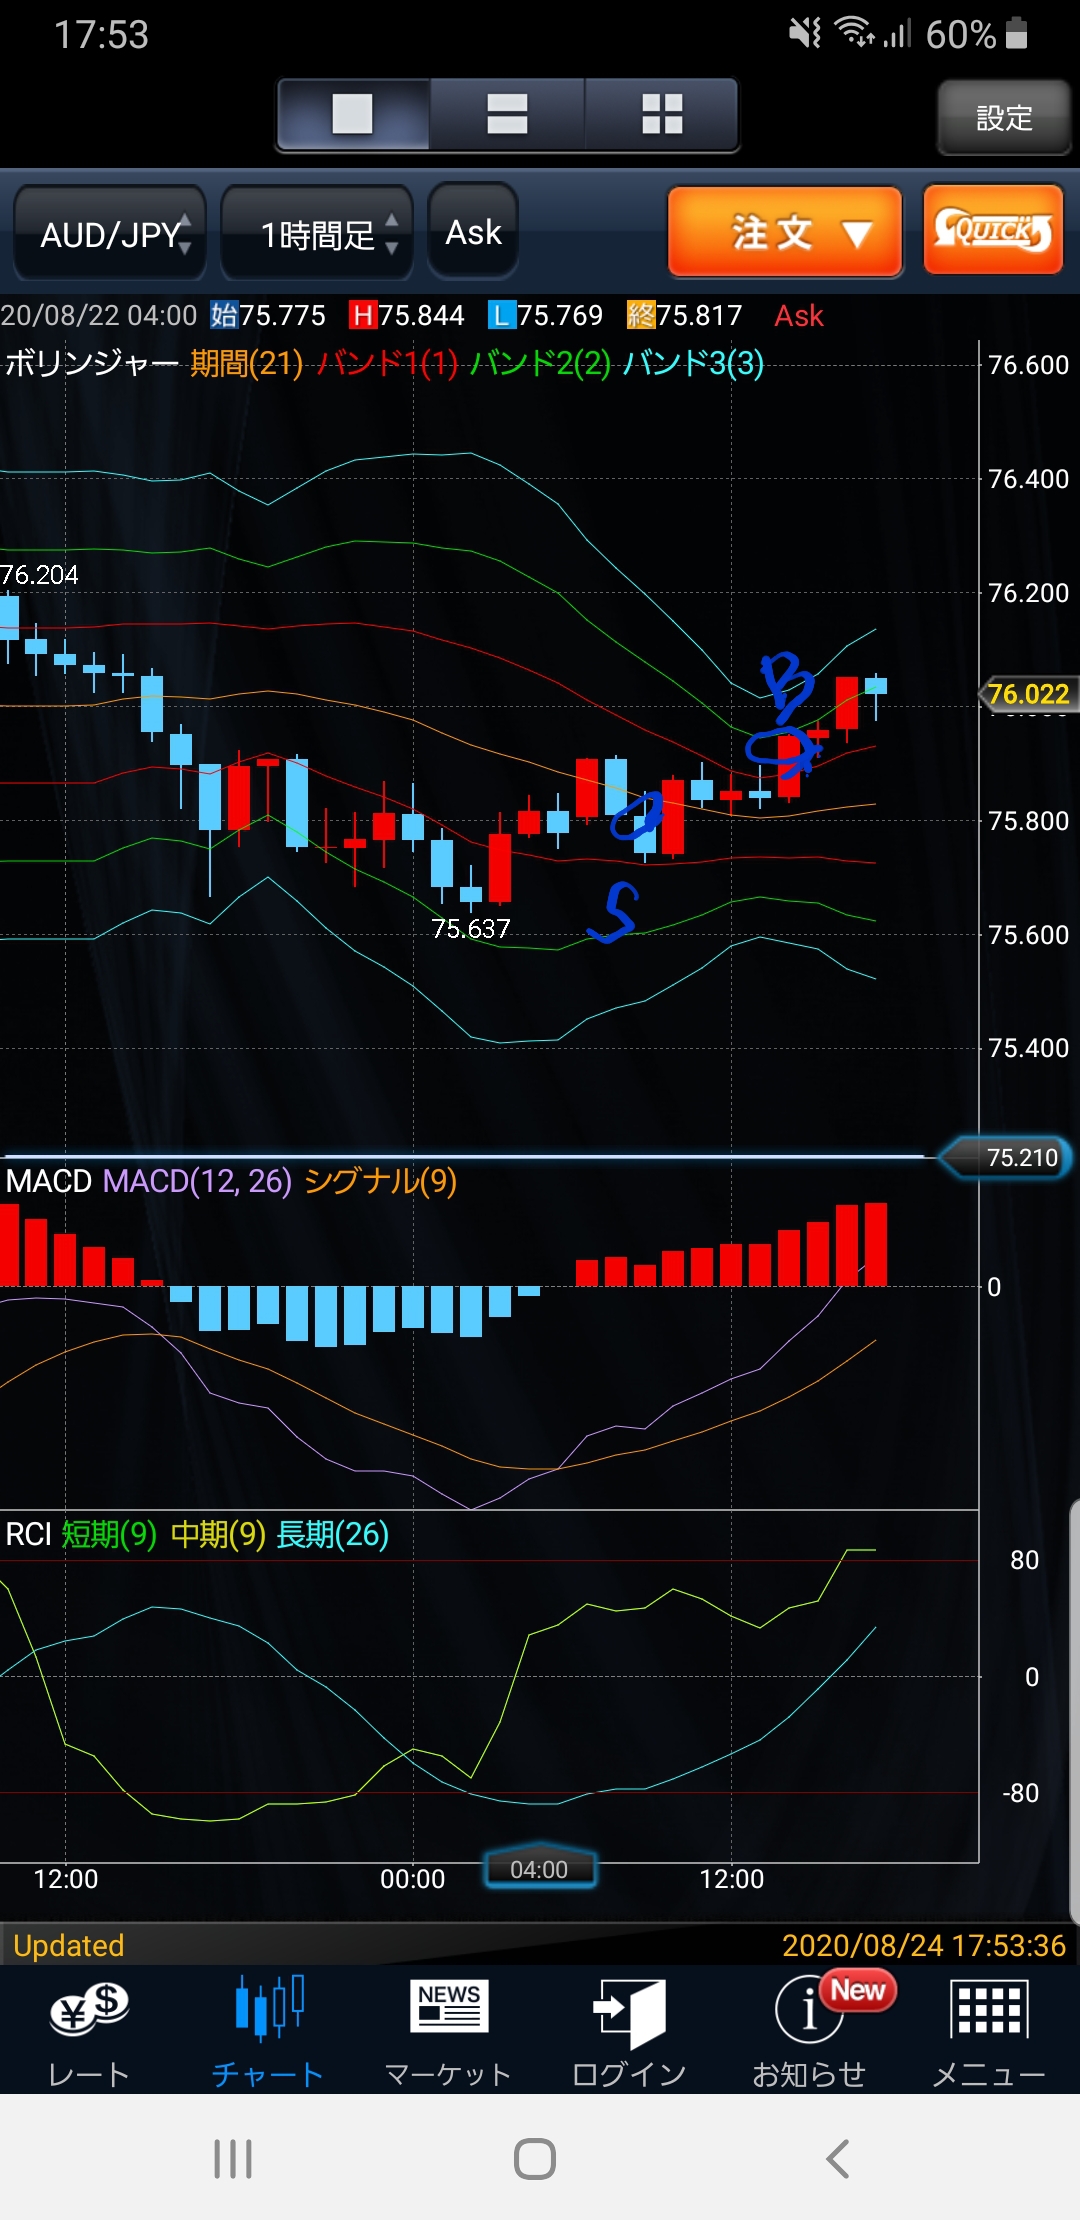 17:53 60%
設定
AUD/JPY 1時間足 Ask 注文 QUICK
20/08/22 04:00 始75.775 H75.844 L75.769 終75.817 Ask
ボリンジャー 期間(21) バンド1(1) バンド2(2) バンド3(3)
76.600
76.400
76.204
76.200
B
76.022
75.800
S
75.637
75.600
75.400
75.210
MACD MACD(12, 26) シグナル(9)
0
RCI 短期(9) 中期(9) 長期(26)
80
0
-80
12:00 00:00 04:00 12:00
Updated 2020/08/24 17:53:36
NEWS New
レート チャート マーケット ログイン お知らせ メニュー